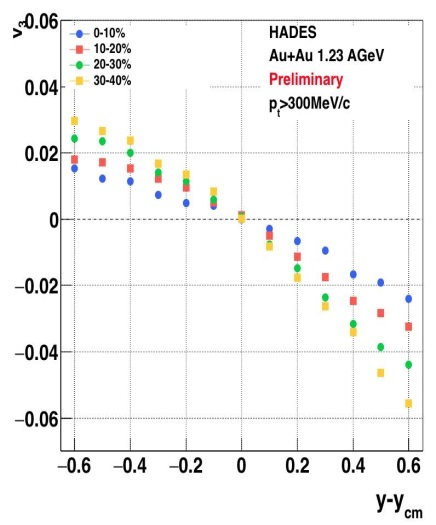 v3
0.06
0.04
0.02
0
−0.02
−0.04
−0.06
0-10%
10-20%
20-30%
30-40%
HADES
Au+Au 1.23 AGeV
Preliminary
pt>300MeV/c
−0.6 −0.4 −0.2 0 0.2 0.4 0.6
y-ycm